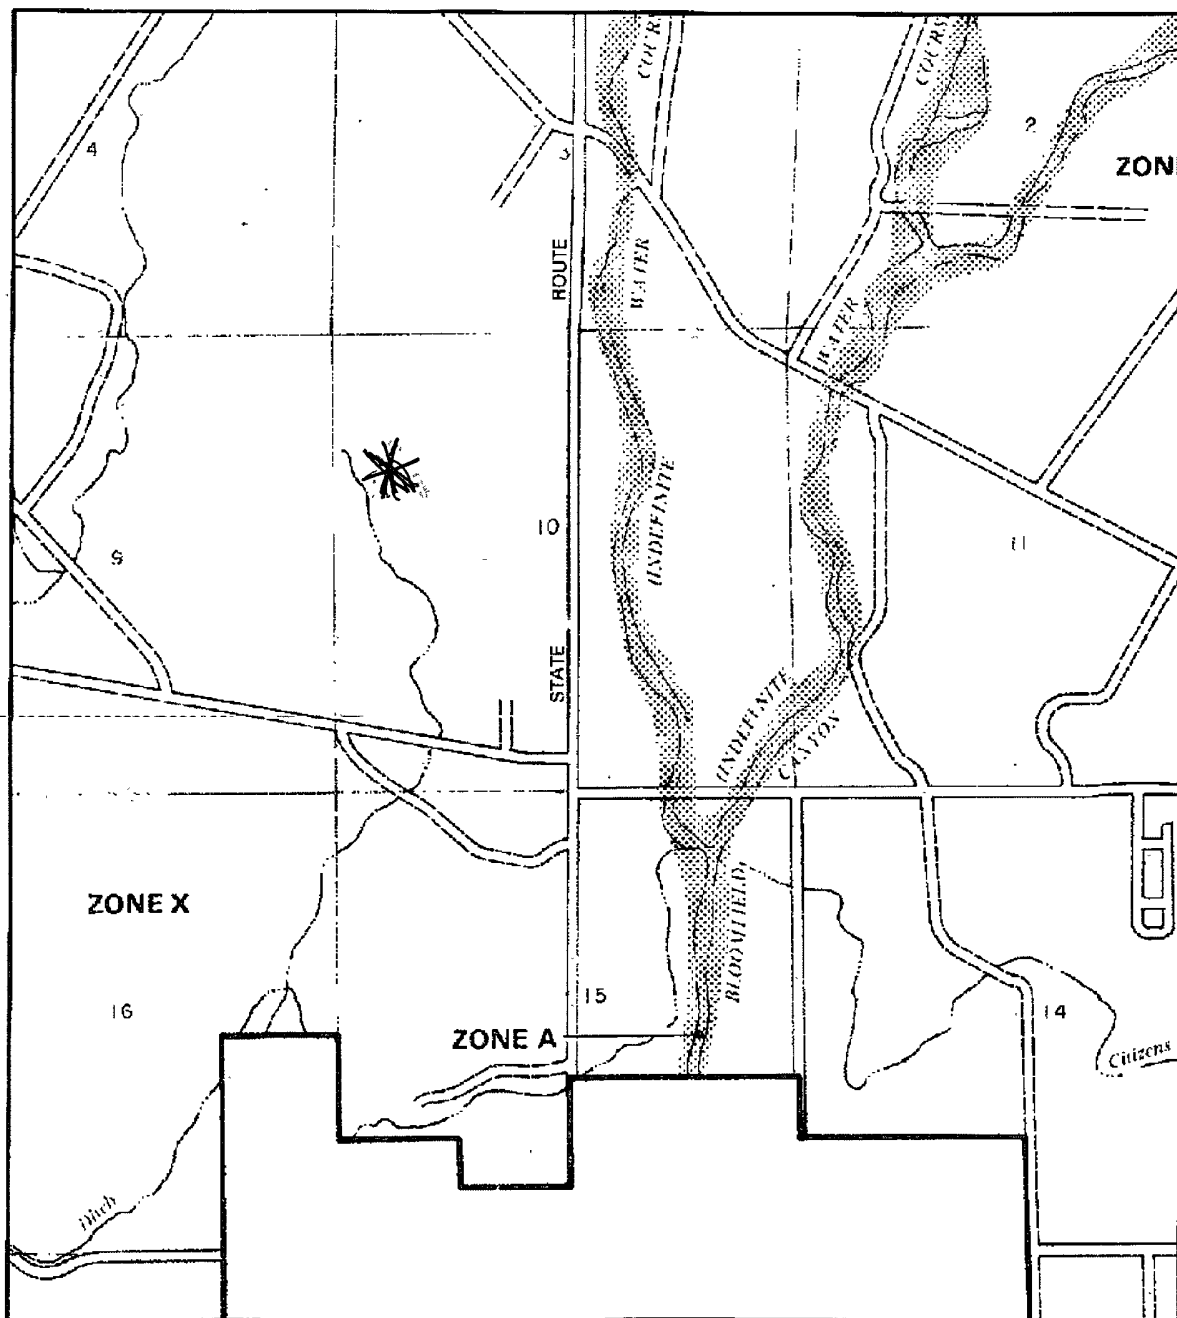 COURS
COURS
2
4
3
ZON
ROUTE
WATER
WATER
UNDEFINITE
10
11
9
STATE
UNDEFINITE
CANYON
ZONE X
BLOOMFIELD
16
15
14
ZONE A
Citizens
Ditch